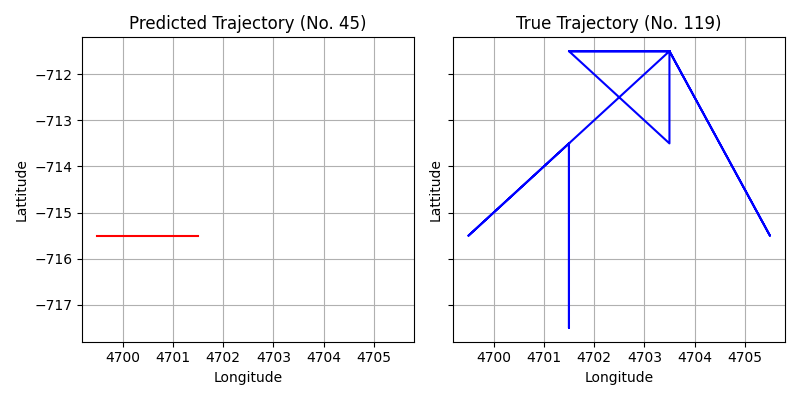 Predicted Trajectory (No. 45)
True Trajectory (No. 119)
Lattitude
−712
−713
−714
−715
−716
−717
4700 4701 4702 4703 4704 4705
Longitude
Lattitude
4700 4701 4702 4703 4704 4705
Longitude